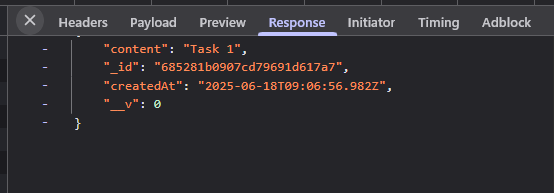 Headers Payload Preview Response Initiator Timing Adblock
- "content": "Task 1",
- "_id": "685281b0907cd79691d617a7",
- "createdAt": "2025-06-18T09:06:56.982Z",
- "__v": 0
- }